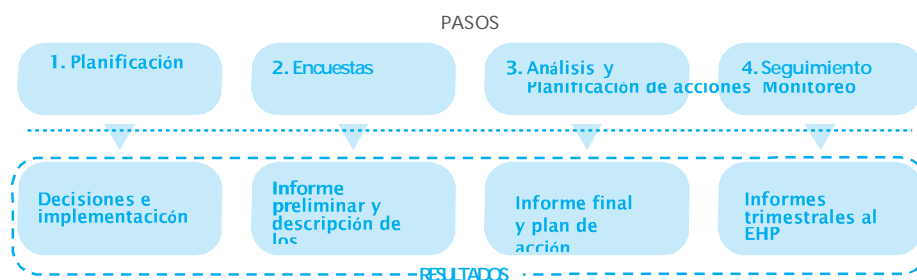 PASOS
1. Planificación
2. Encuestas
3. Análisis y
Planificación de acciones
4. Seguimiento
Monitoreo
Decisiones e
implementacicón
Informe
preliminar y
descripción de
los
Informe final
y plan de
acción
Informes
trimestrales al
EHP
RESULTADOS